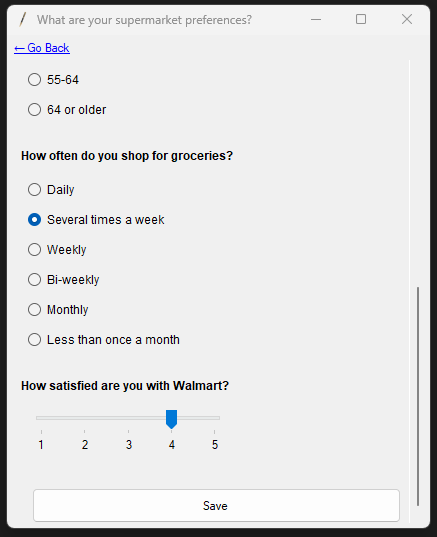 What are your supermarket preferences?
← Go Back
55-64
64 or older
How often do you shop for groceries?
Daily
Several times a week
Weekly
Bi-weekly
Monthly
Less than once a month
How satisfied are you with Walmart?
1 2 3 4 5
Save